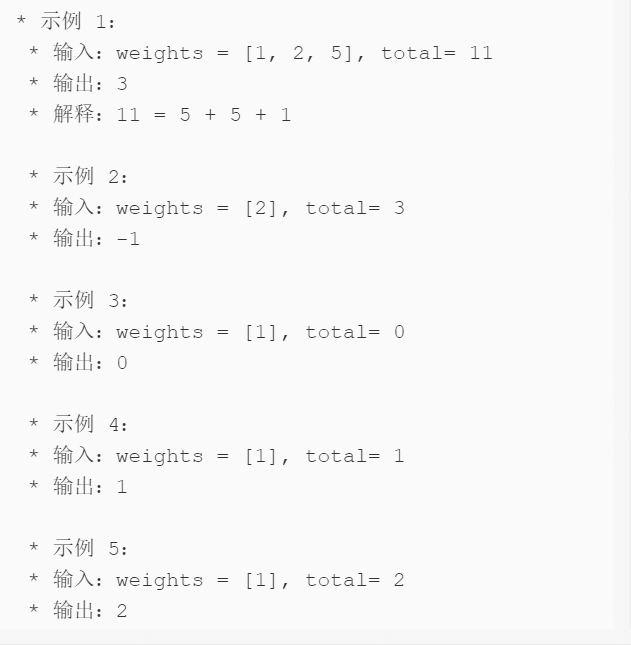 * 示例 1:
* 输入: weights = [1, 2, 5], total= 11
* 输出: 3
* 解释: 11 = 5 + 5 + 1
* 示例 2:
* 输入: weights = [2], total= 3
* 输出: -1
* 示例 3:
* 输入: weights = [1], total= 0
* 输出: 0
* 示例 4:
* 输入: weights = [1], total= 1
* 输出: 1
* 示例 5:
* 输入: weights = [1], total= 2
* 输出: 2